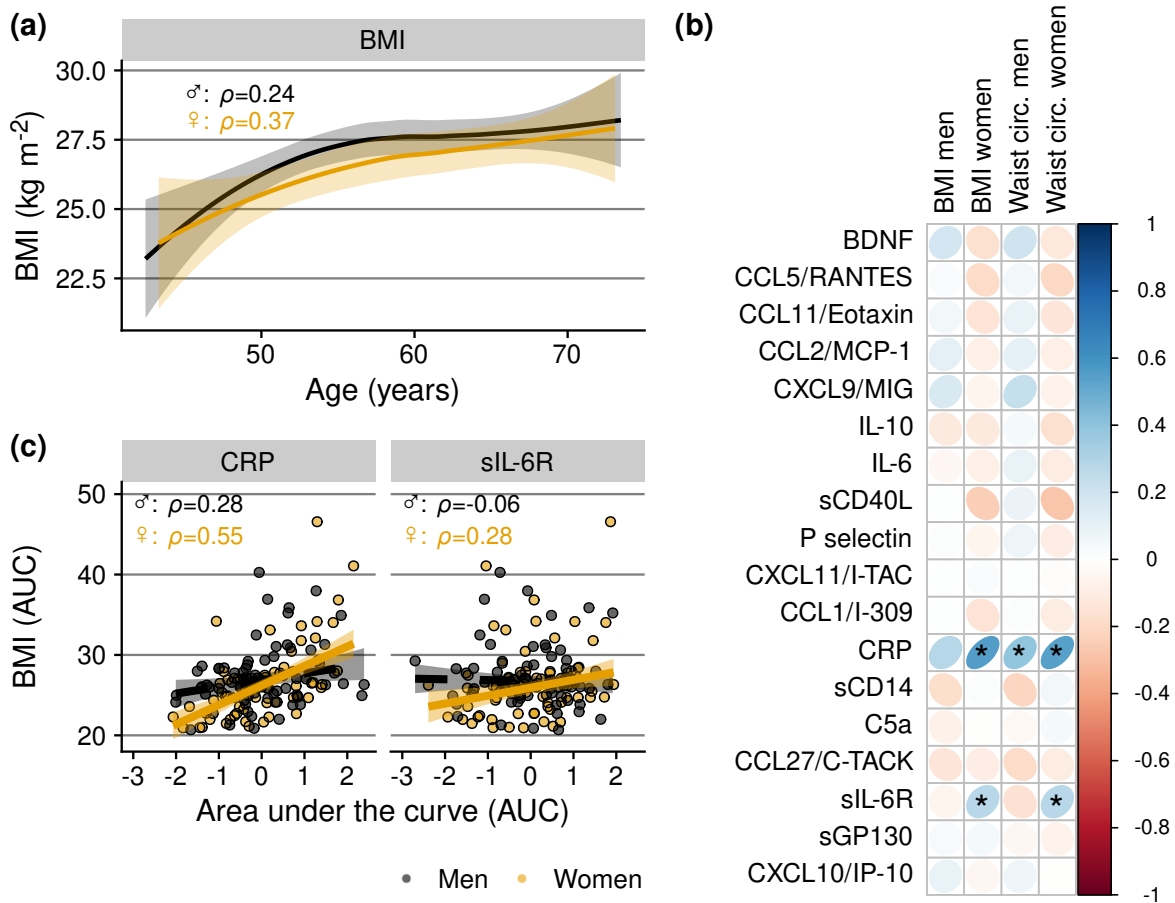 (a)
BMI
♂: ρ=0.24
♀: ρ=0.37
30.0
27.5
25.0
22.5
BMI (kg m-2)
50 60 70
Age (years)
(b)
BMI men
BMI women
Waist circ. men
Waist circ. women
BDNF
CCL5/RANTES
CCL11/Eotaxin
CCL2/MCP-1
CXCL9/MIG
IL-10
IL-6
sCD40L
P selectin
CXCL11/I-TAC
CCL1/I-309
CRP * * *
sCD14
C5a
CCL27/C-TACK
sIL-6R * *
sGP130
CXCL10/IP-10
1
0.8
0.6
0.4
0.2
0
-0.2
-0.4
-0.6
-0.8
-1
(c)
CRP sIL-6R
♂: ρ=0.28 ♂: ρ=-0.06
♀: ρ=0.55 ♀: ρ=0.28
50
40
30
20
BMI (AUC)
-3 -2 -1 0 1 2 -3 -2 -1 0 1 2
Area under the curve (AUC)
Men Women